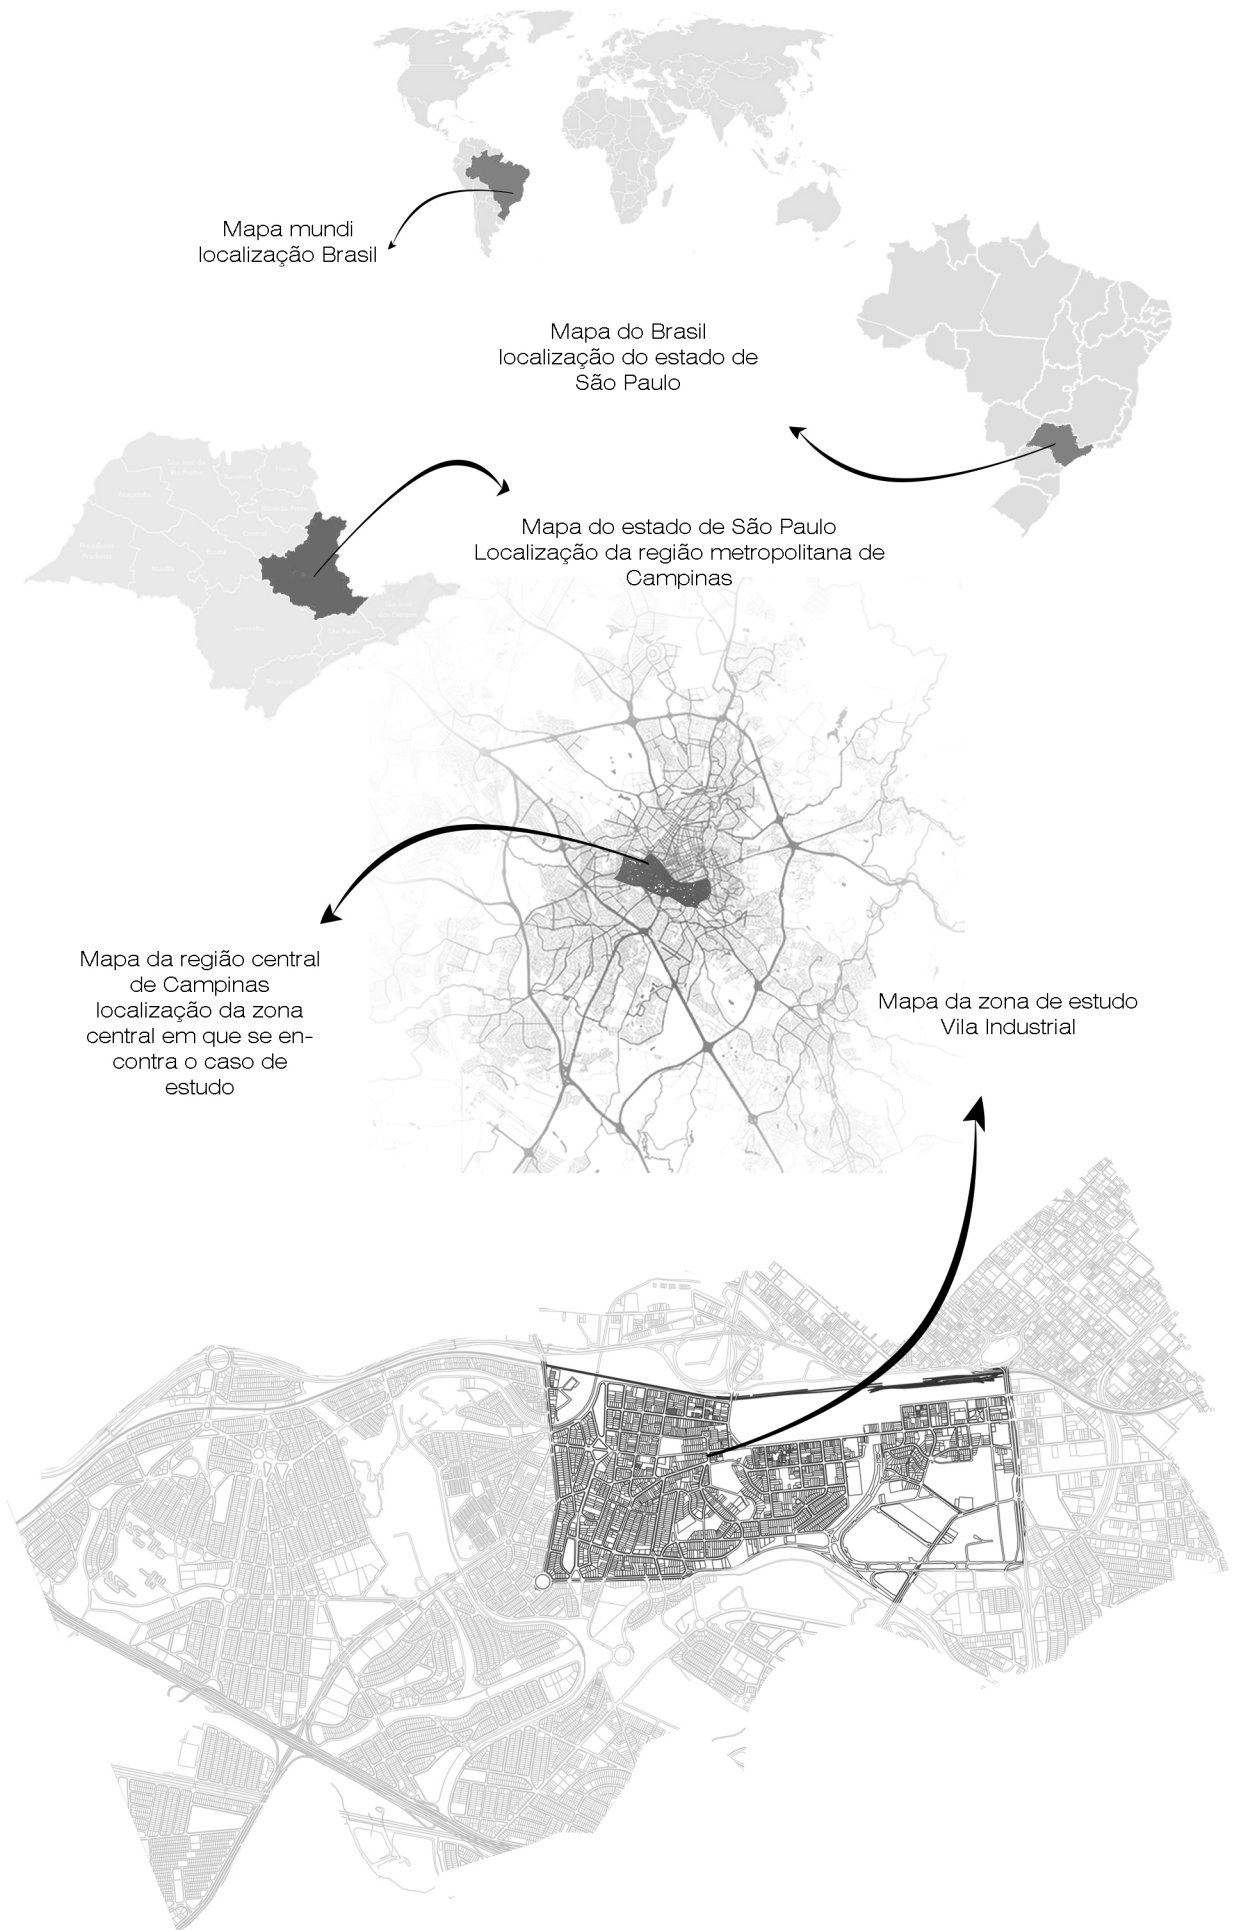 Mapa mundi
localização Brasil
Mapa do Brasil
localização do estado de
São Paulo
Mapa do estado de São Paulo
Localização da região metropolitana de
Campinas
Mapa da região central
de Campinas
localização da zona
central em que se en-
contra o caso de
estudo
Mapa da zona de estudo
Vila Industrial